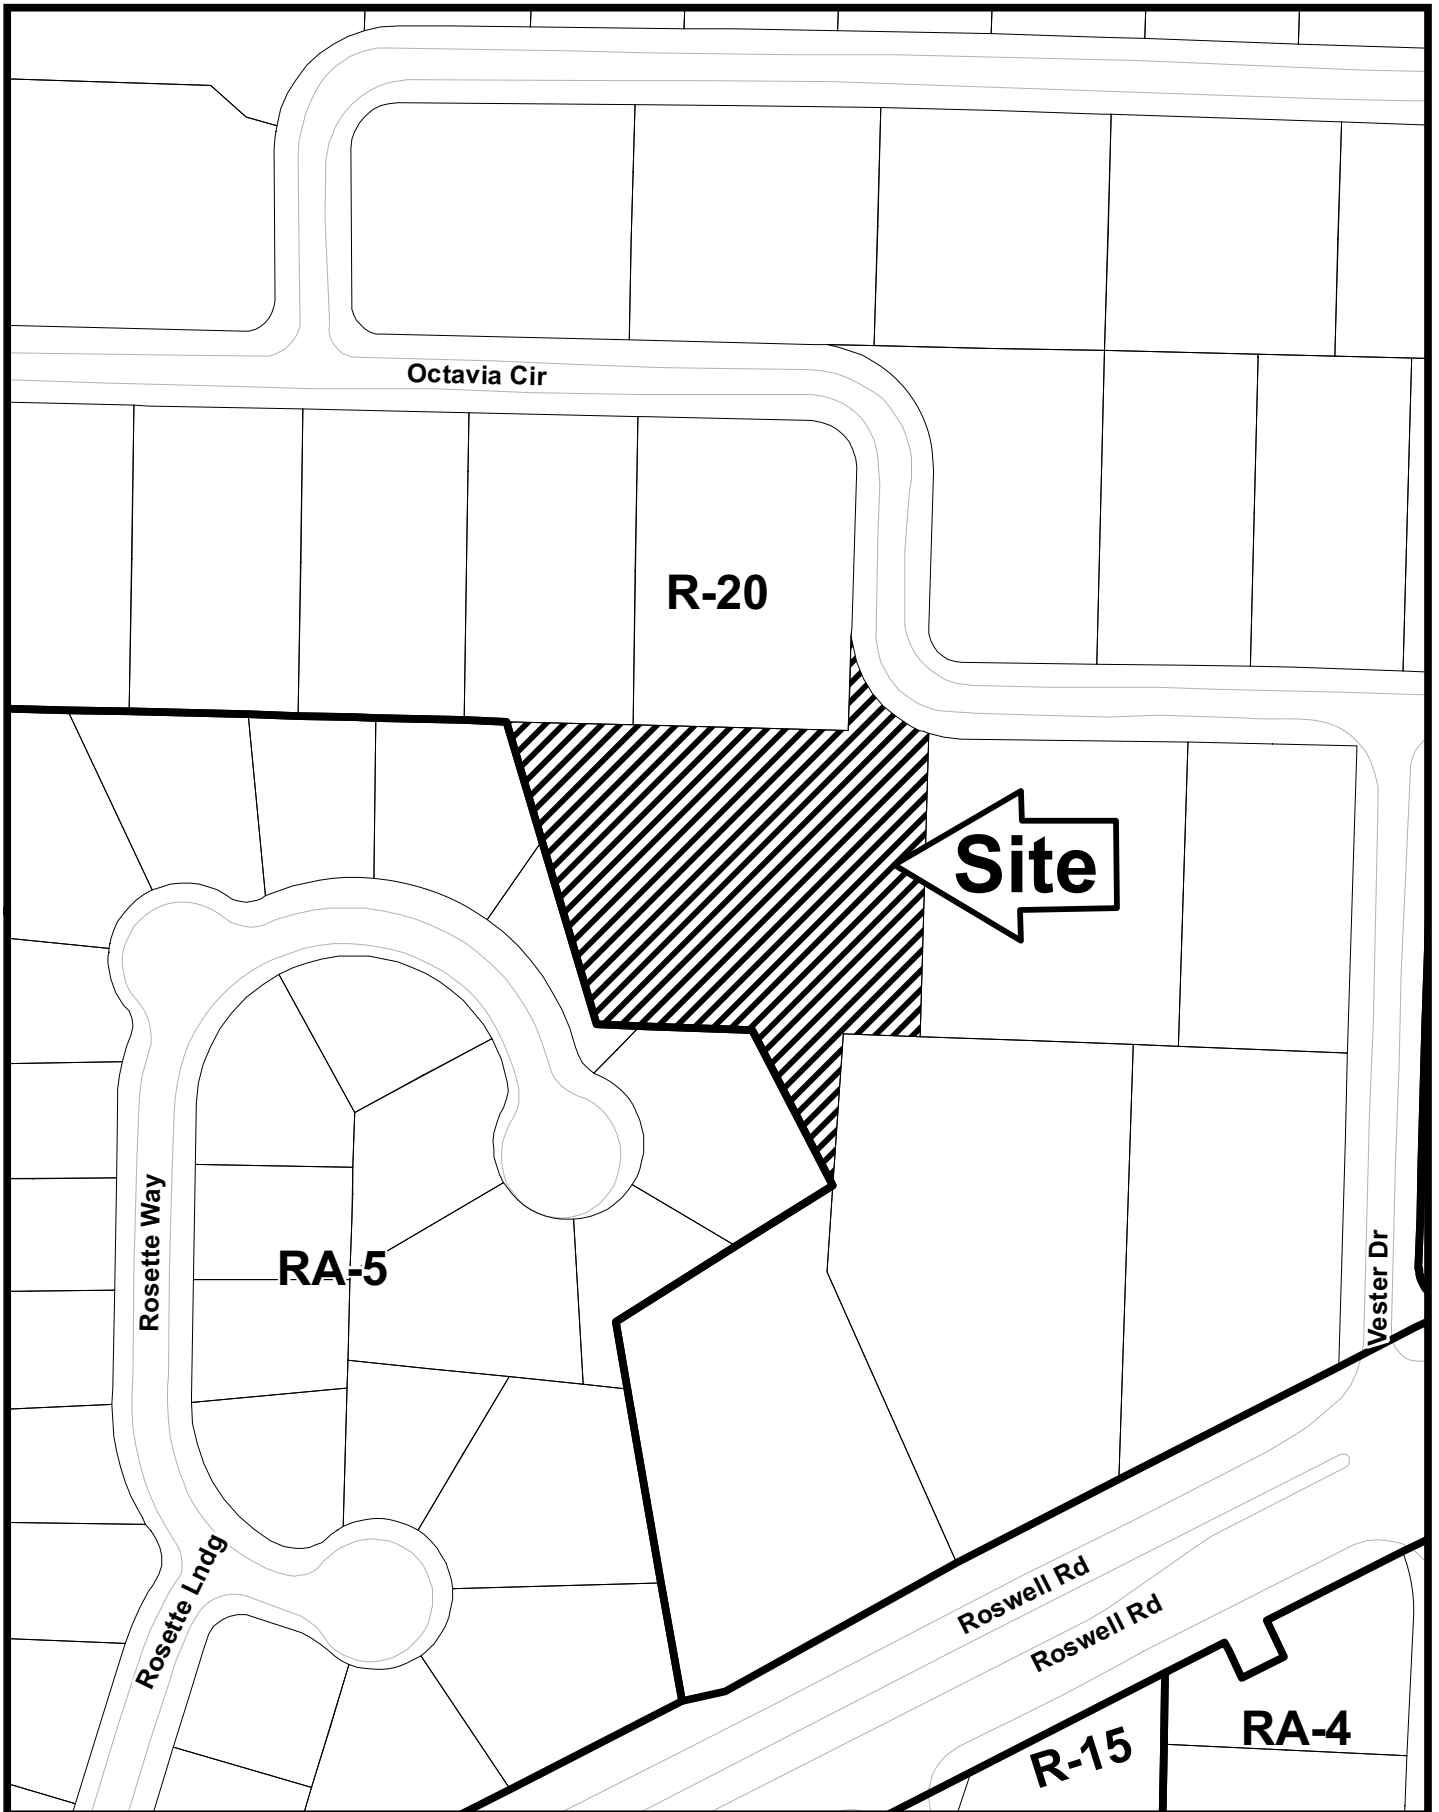 Octavia Cir
R-20
Site
Rosette Way
RA-5
Vester Dr
Rosette Lndg
Roswell Rd
Roswell Rd
R-15
RA-4